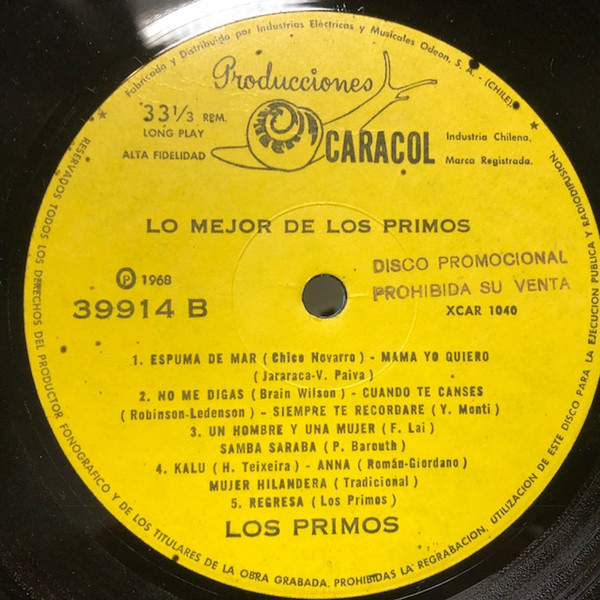 Fabricado y Distribuido por Industrias Eléctricas y Musicales Odeon, S. A. - (CHILE)
Producciones
33 1/3 RPM.
LONG PLAY
ALTA FIDELIDAD
CARACOL
Industria Chilena.
Marca Registrada.
LO MEJOR DE LOS PRIMOS
DISCO PROMOCIONAL
PROHIBIDA SU VENTA
℗ 1968
39914 B
XCAR 1040
1. ESPUMA DE MAR (Chico Novarro) - MAMA YO QUIERO
(Jararaca-V. Paiva)
2. NO ME DIGAS (Brain Wilson) - CUANDO TE CANSES
(Robinson-Ledenson) - SIEMPRE TE RECORDARE (Y. Monti)
3. UN HOMBRE Y UNA MUJER (F. Lai)
SAMBA SARABA (P. Barouth)
4. KALU (H. Teixeira) - ANNA (Román-Giordano)
MUJER HILANDERA (Tradicional)
5. REGRESA (Los Primos)
LOS PRIMOS
RESERVADOS TODOS LOS DERECHOS DEL PRODUCTOR FONOGRAFICO Y DE LOS TITULARES DE LA OBRA GRABADA. PROHIBIDAS LA REGRABACION, UTILIZACION DE ESTE DISCO PARA LA EJECUCION PUBLICA Y RADIODIFUSION.